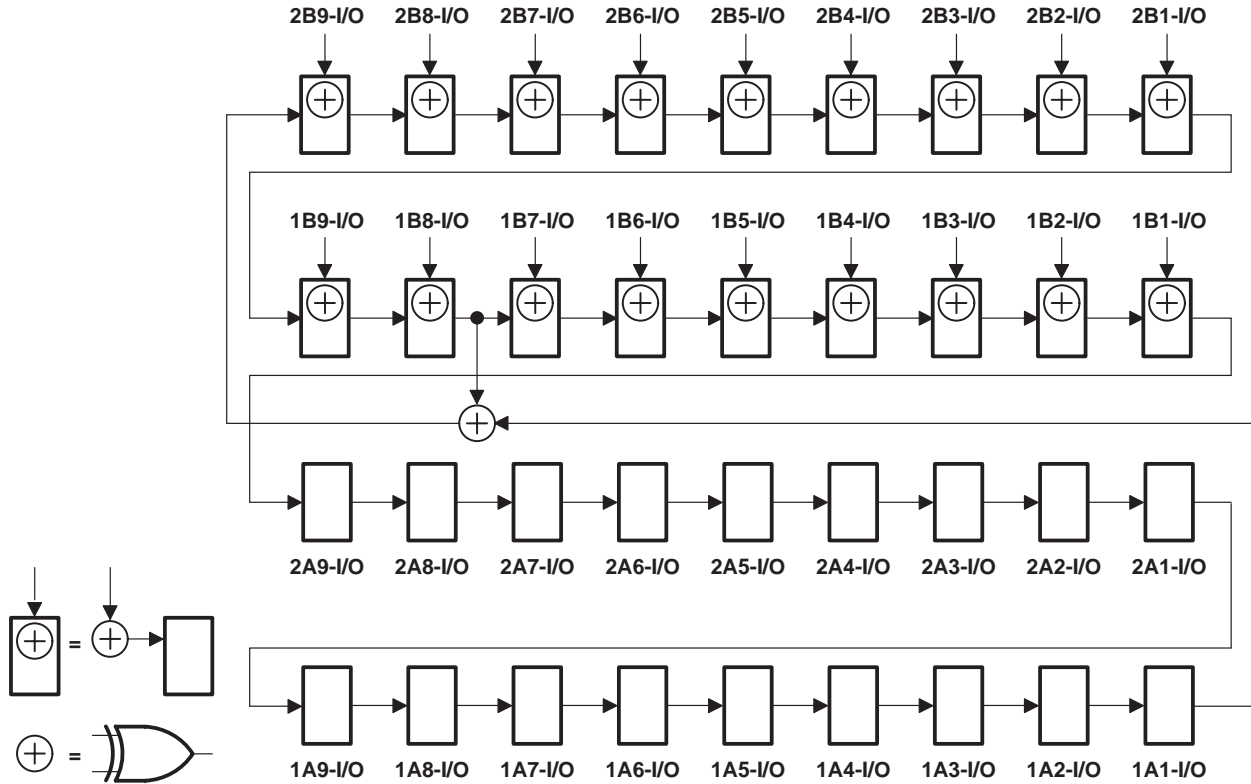 2B9-I/O 2B8-I/O 2B7-I/O 2B6-I/O 2B5-I/O 2B4-I/O 2B3-I/O 2B2-I/O 2B1-I/O
1B9-I/O 1B8-I/O 1B7-I/O 1B6-I/O 1B5-I/O 1B4-I/O 1B3-I/O 1B2-I/O 1B1-I/O
2A9-I/O 2A8-I/O 2A7-I/O 2A6-I/O 2A5-I/O 2A4-I/O 2A3-I/O 2A2-I/O 2A1-I/O
=
=
1A9-I/O 1A8-I/O 1A7-I/O 1A6-I/O 1A5-I/O 1A4-I/O 1A3-I/O 1A2-I/O 1A1-I/O